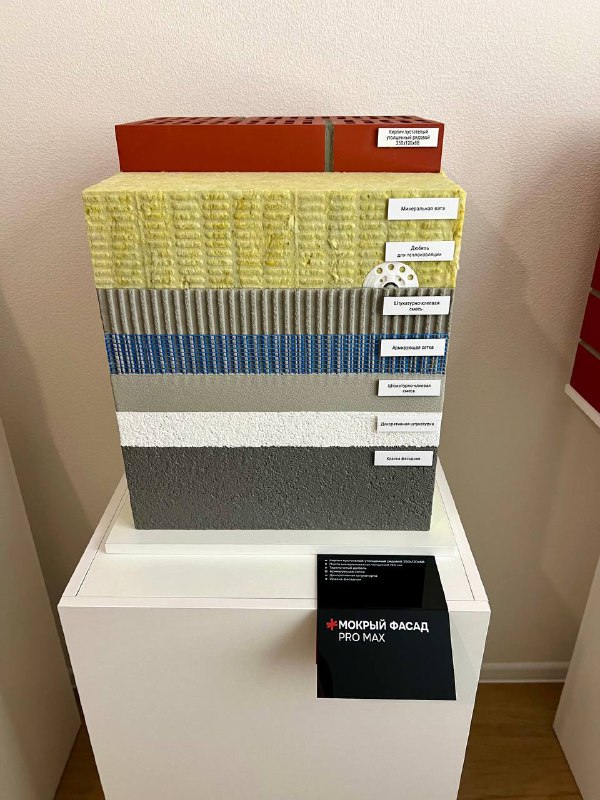 Кирпич пустотелый
утолщенный рядовой
250х120х88
Минеральная вата
Дюбель
для теплоизоляции
Штукатурно-клеевая
смесь
Армирующая сетка
Штукатурно-клеевая
смесь
Декоративная штукатурка
Краска фасадная
МОКРЫЙ ФАСАД
PRO MAX